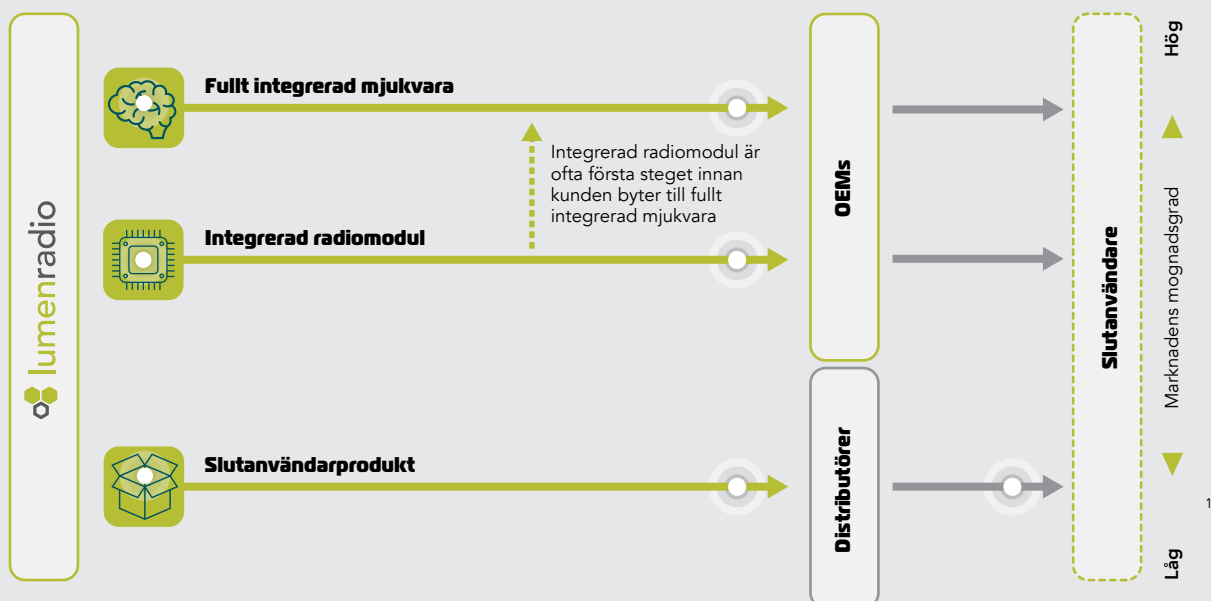 lumenradio
Fullt integrerad mjukvara
Integrerad radiomodul är
ofta första steget innan
kunden byter till fullt
integrerad mjukvara
Integrerad radiomodul
Slutanvändarprodukt
OEMs
Distributörer
Slutanvändare
Hög
Marknadens mognadsgrad
Låg
1